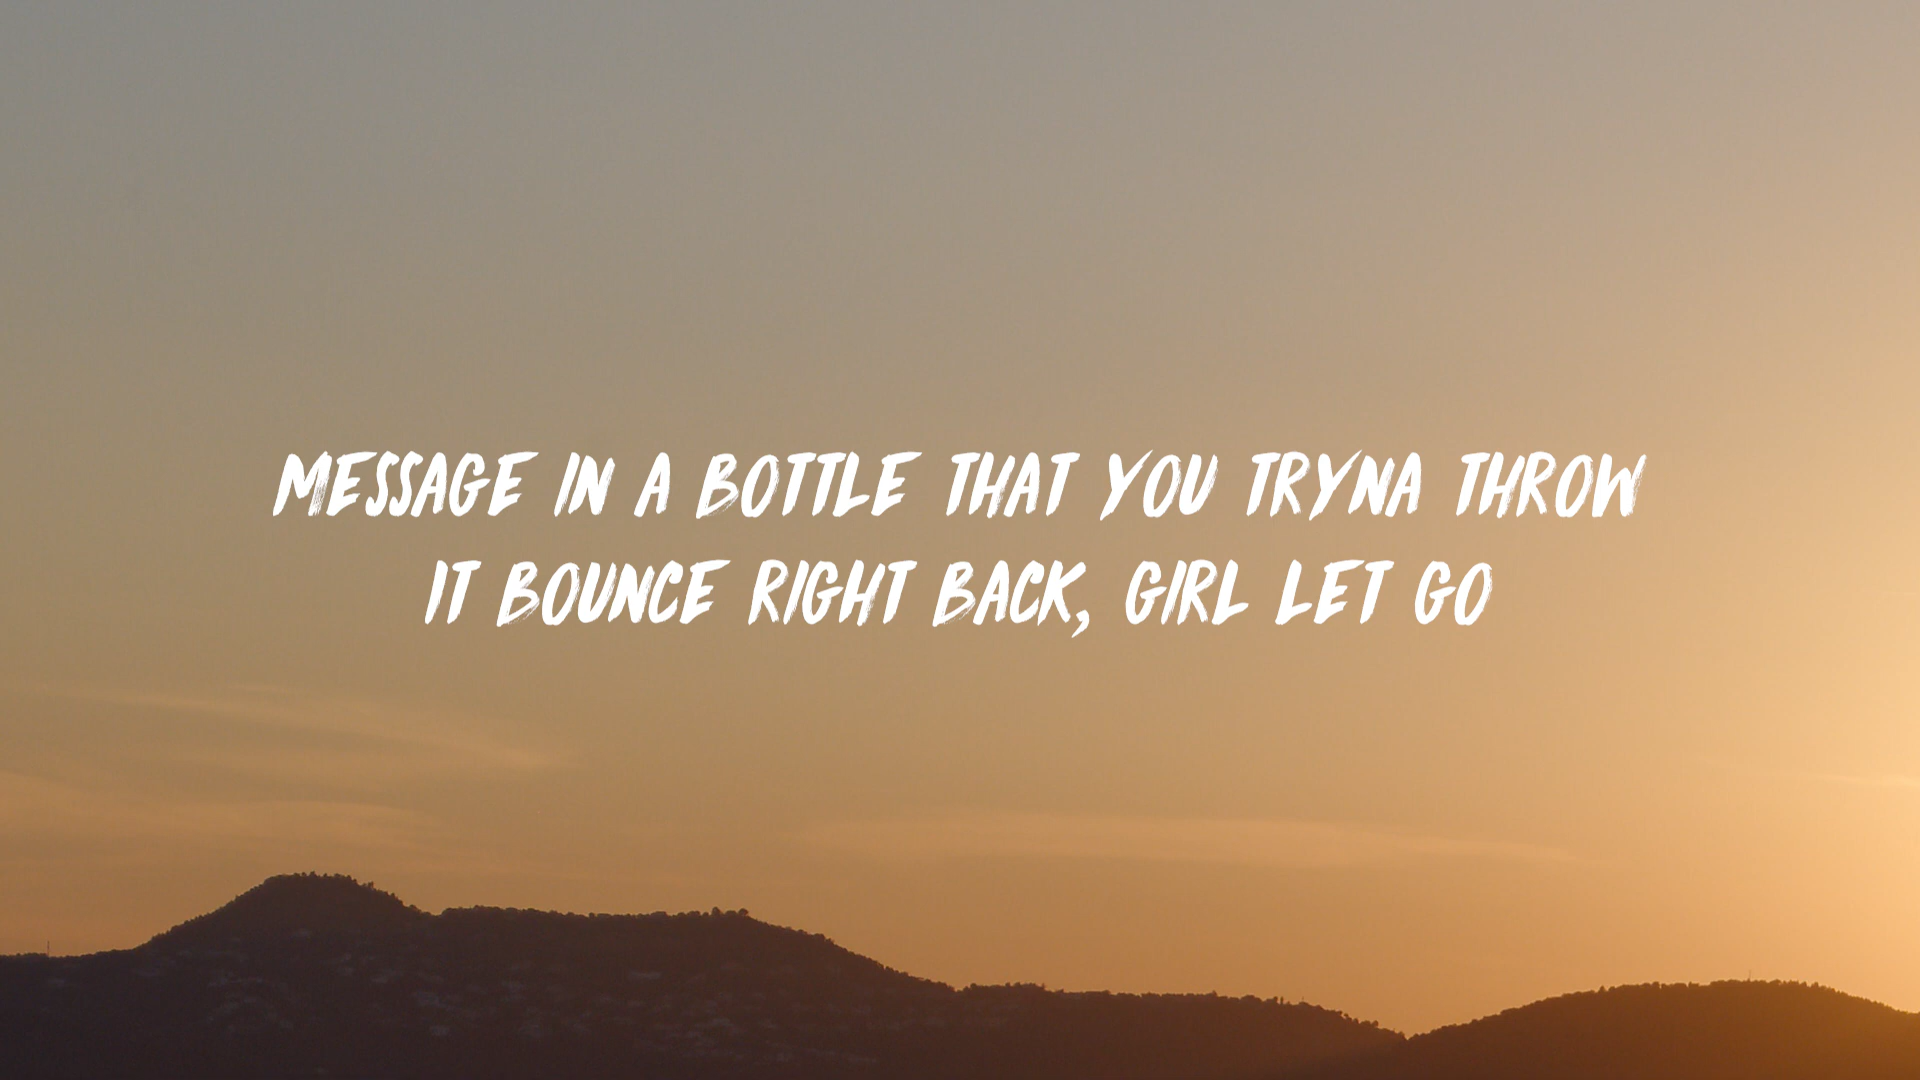 MESSAGE IN A BOTTLE THAT YOU TRYNA THROW
IT BOUNCE RIGHT BACK, GIRL LET GO